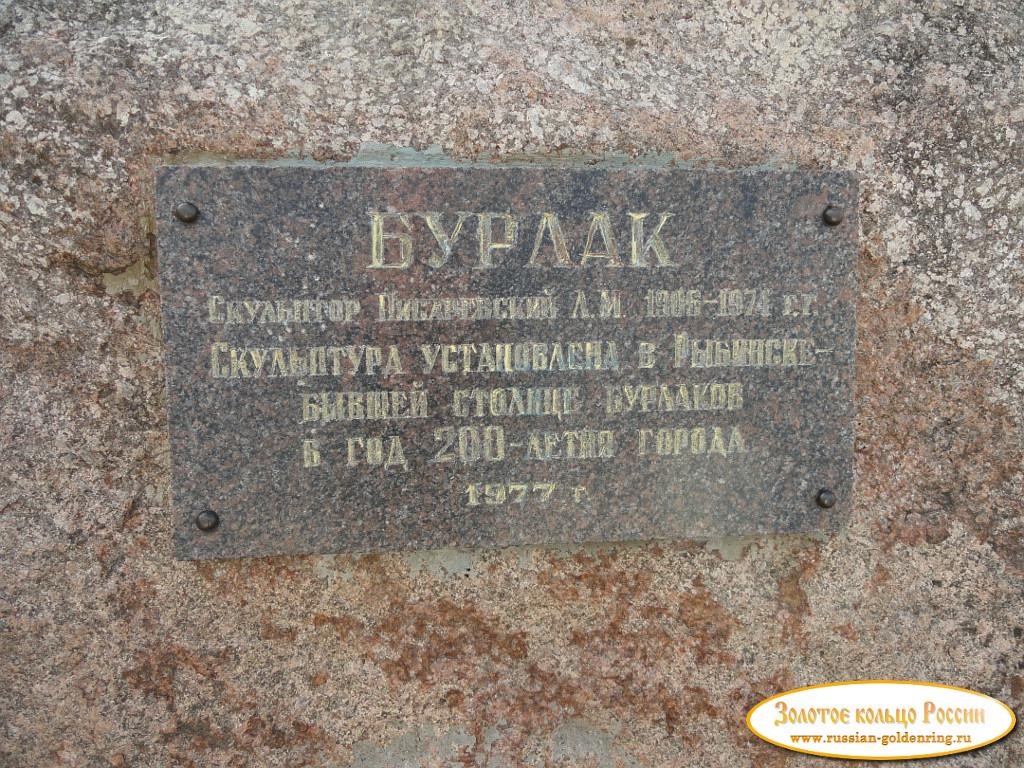 БУРЛАК
Скульптор Писаревский Л.М. 1906-1974 г.г.
Скульптура установлена в Рыбинске-
бывшей столице бурлаков
в год 200-летия города
1977 г.
Золотое кольцо России
www.russian-goldenring.ru